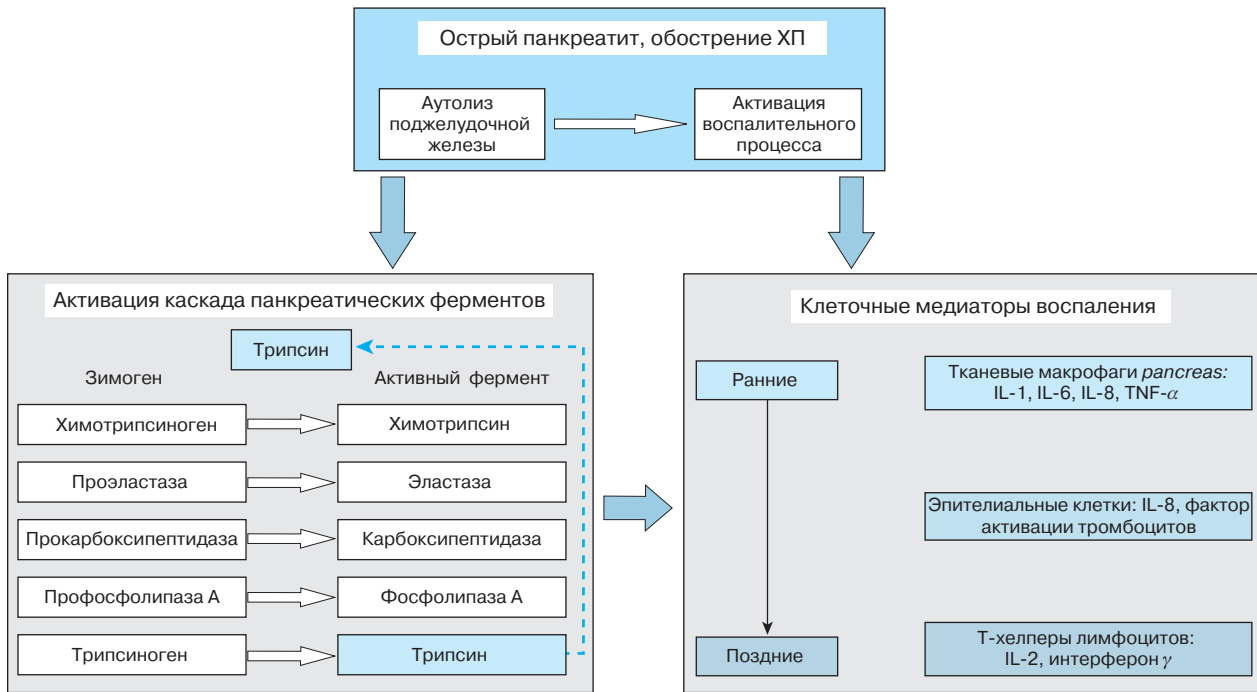 Острый панкреатит, обострение ХП
Аутолиз
поджелудочной
железы
Активация
воспалительного
процесса
Активация каскада панкреатических ферментов
Трипсин
Зимоген
Активный фермент
Химотрипсиноген
Химотрипсин
Проэластаза
Эластаза
Прокарбоксипептидаза
Карбоксипептидаза
Профосфолипаза А
Фосфолипаза А
Трипсиноген
Трипсин
Клеточные медиаторы воспаления
Ранние
Тканевые макрофаги pancreas:
IL-1, IL-6, IL-8, TNF-α
Эпителиальные клетки: IL-8, фактор
активации тромбоцитов
Поздние
Т-хелперы лимфоцитов:
IL-2, интерферон γ